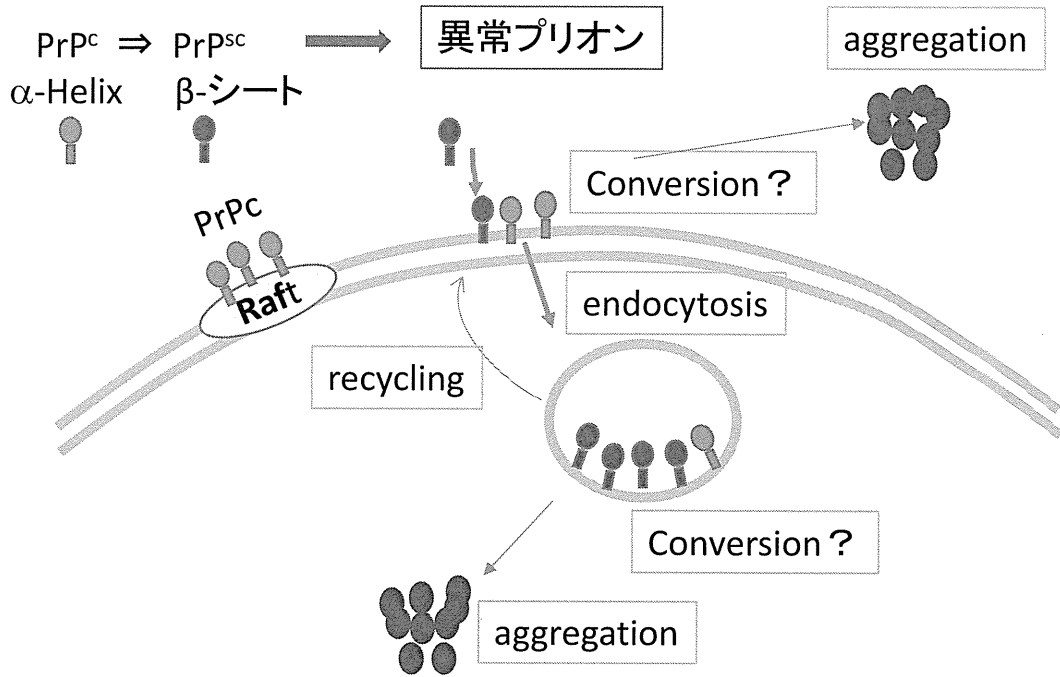 PrPc ⇒ PrPsc
異常プリオン
α-Helix β-シート
aggregation
Conversion？
PrPc
Raft
endocytosis
recycling
Conversion？
aggregation